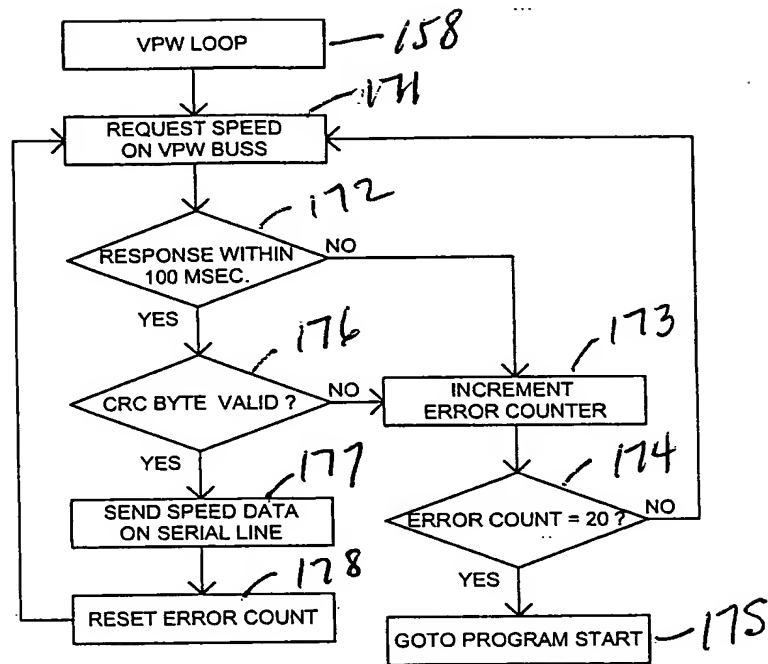 VPW LOOP
158
171
REQUEST SPEED
ON VPW BUSS
172
RESPONSE WITHIN
100 MSEC.
NO
YES
176
173
CRC BYTE VALID ?
NO
INCREMENT
ERROR COUNTER
YES
177
174
SEND SPEED DATA
ON SERIAL LINE
ERROR COUNT = 20 ?
NO
178
YES
RESET ERROR COUNT
GOTO PROGRAM START
175